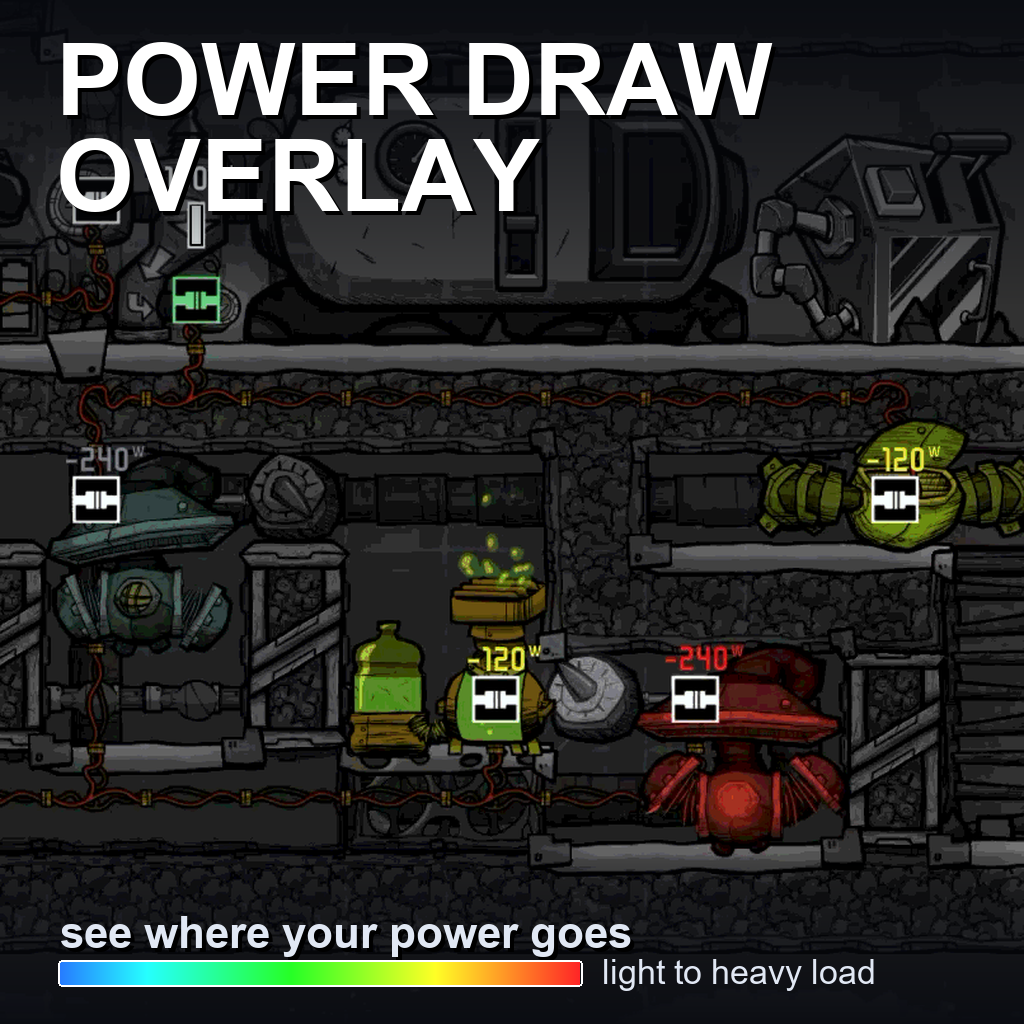 POWER DRAW
OVERLAY
-240W
-120W
-120W
-240W
see where your power goes
light to heavy load